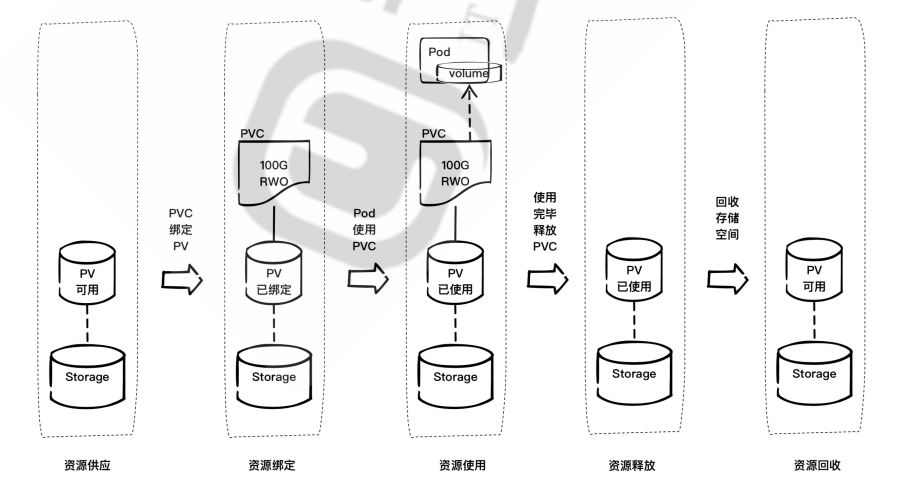 PV
可用
Storage
资源供应
PVC
绑定
PV
PVC
100G
RWO
PV
已绑定
Storage
资源绑定
Pod
使用
PVC
Pod
volume
PVC
100G
RWO
PV
已使用
Storage
资源使用
使用
完毕
释放
PVC
PV
已使用
Storage
资源释放
回收
存储
空间
PV
可用
Storage
资源回收